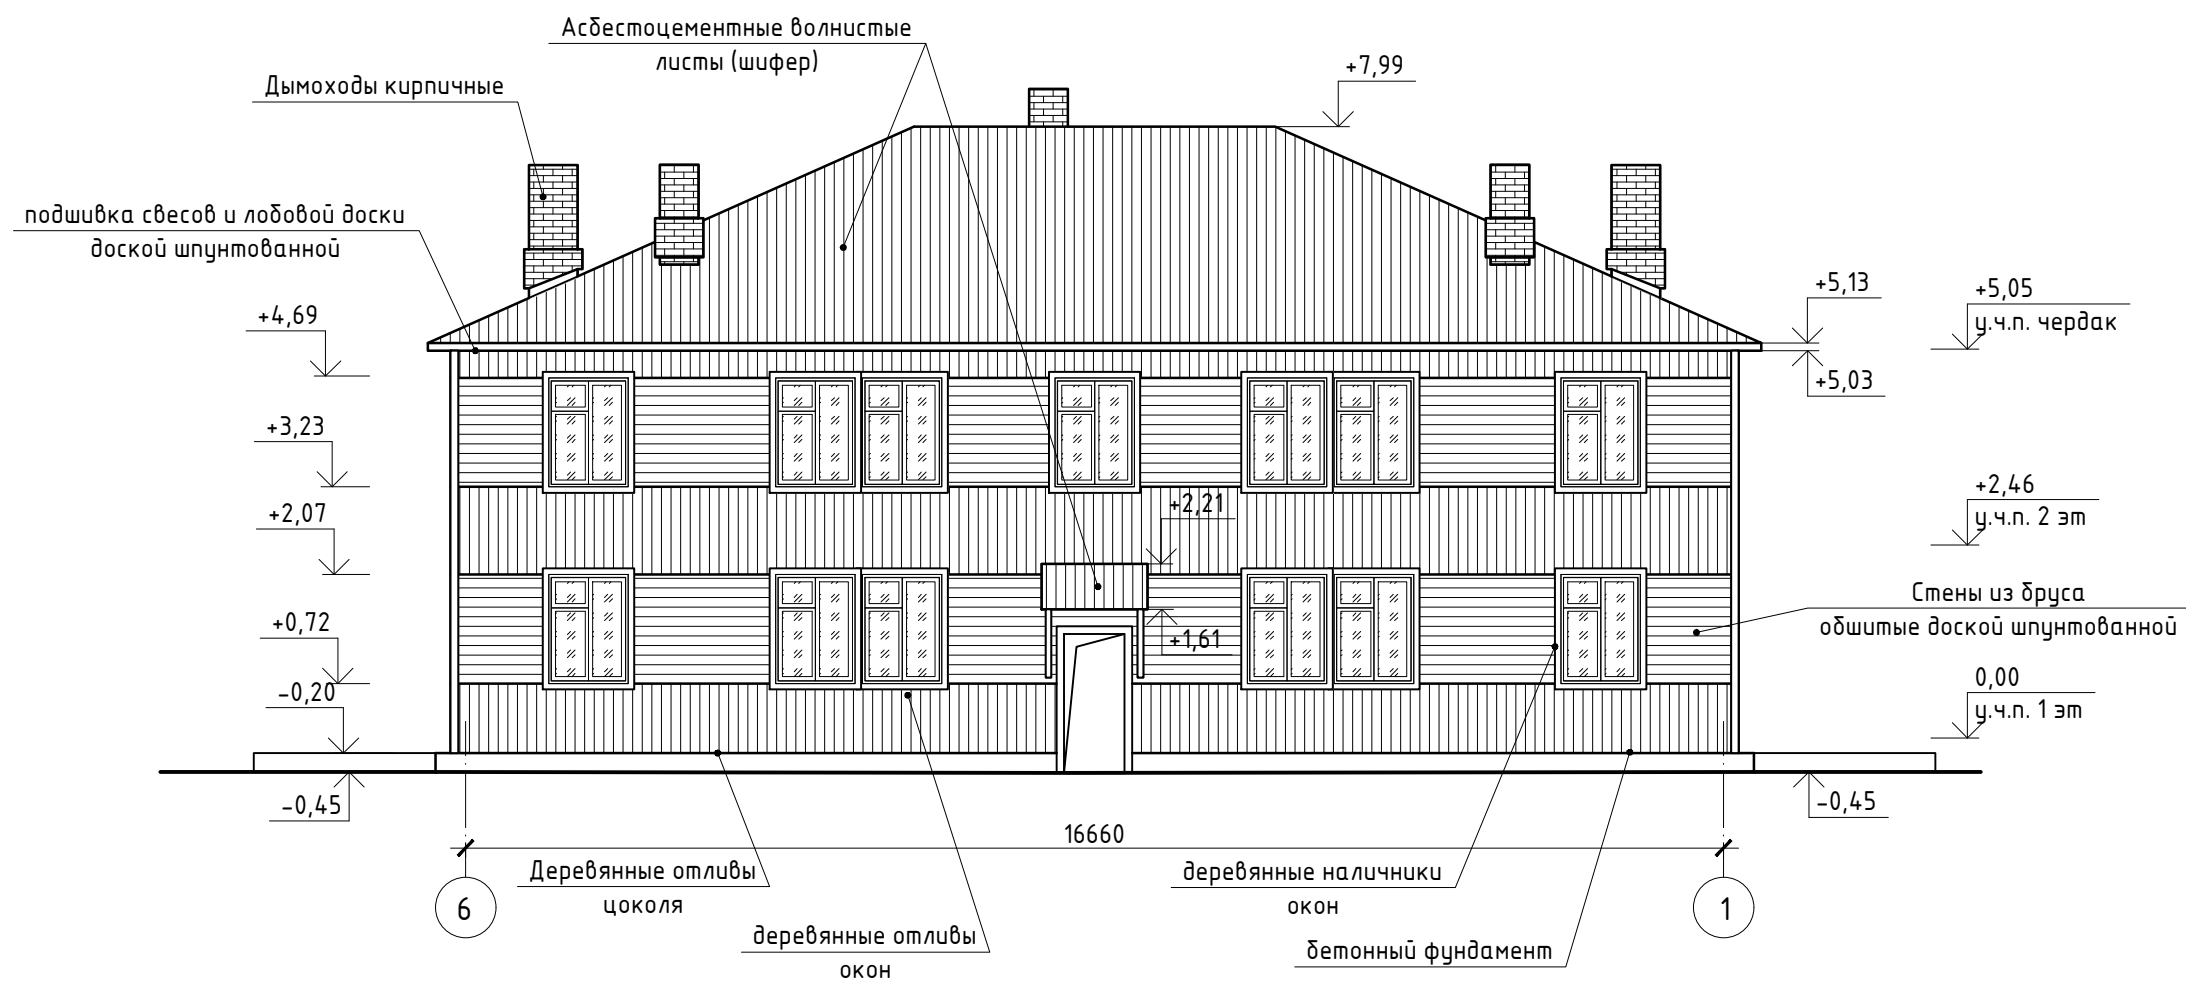 Асбестоцементные волнистые
листы (шифер)
+7,99
Дымоходы кирпичные
подшивка свесов и лобовой доски
доской шпунтованной
+5,13
+5,05
у.ч.п. чердак
+4,69
+5,03
+3,23
+2,46
у.ч.п. 2 эт
+2,07
+2,21
Стены из бруса
обшитые доской шпунтованной
+0,72
+1,61
-0,20
0,00
у.ч.п. 1 эт
-0,45
-0,45
16660
Деревянные отливы
цоколя
деревянные наличники
окон
6
1
деревянные отливы
окон
бетонный фундамент